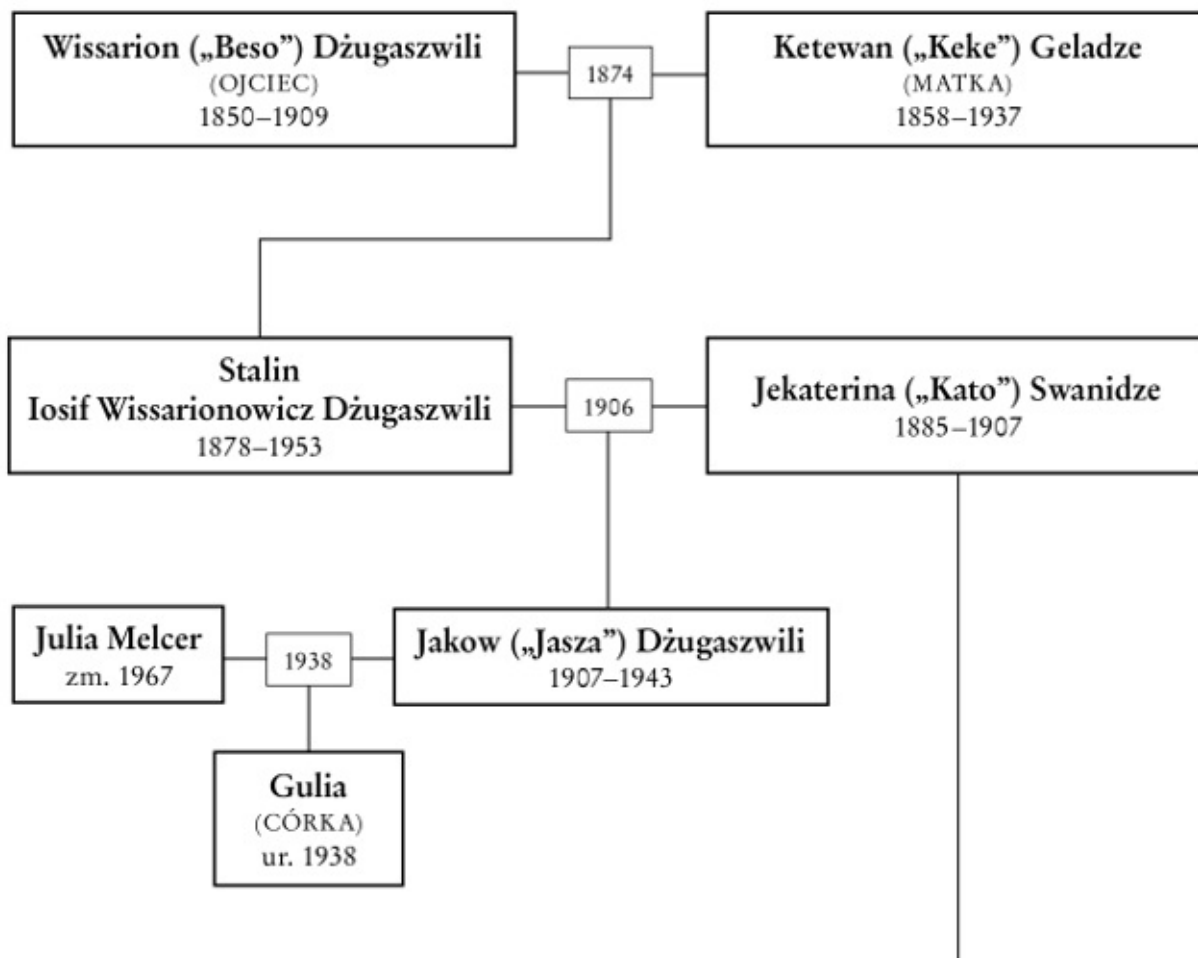 Wissarion („Beso”) Dżugaszwili
(OJCIEC)
1850–1909
1874
Ketewan („Keke”) Geladze
(MATKA)
1858–1937
Stalin
Iosif Wissarionowicz Dżugaszwili
1878–1953
1906
Jekaterina („Kato”) Swanidze
1885–1907
Julia Melcer
zm. 1967
1938
Jakow („Jasza”) Dżugaszwili
1907–1943
Gulia
(CÓRKA)
ur. 1938